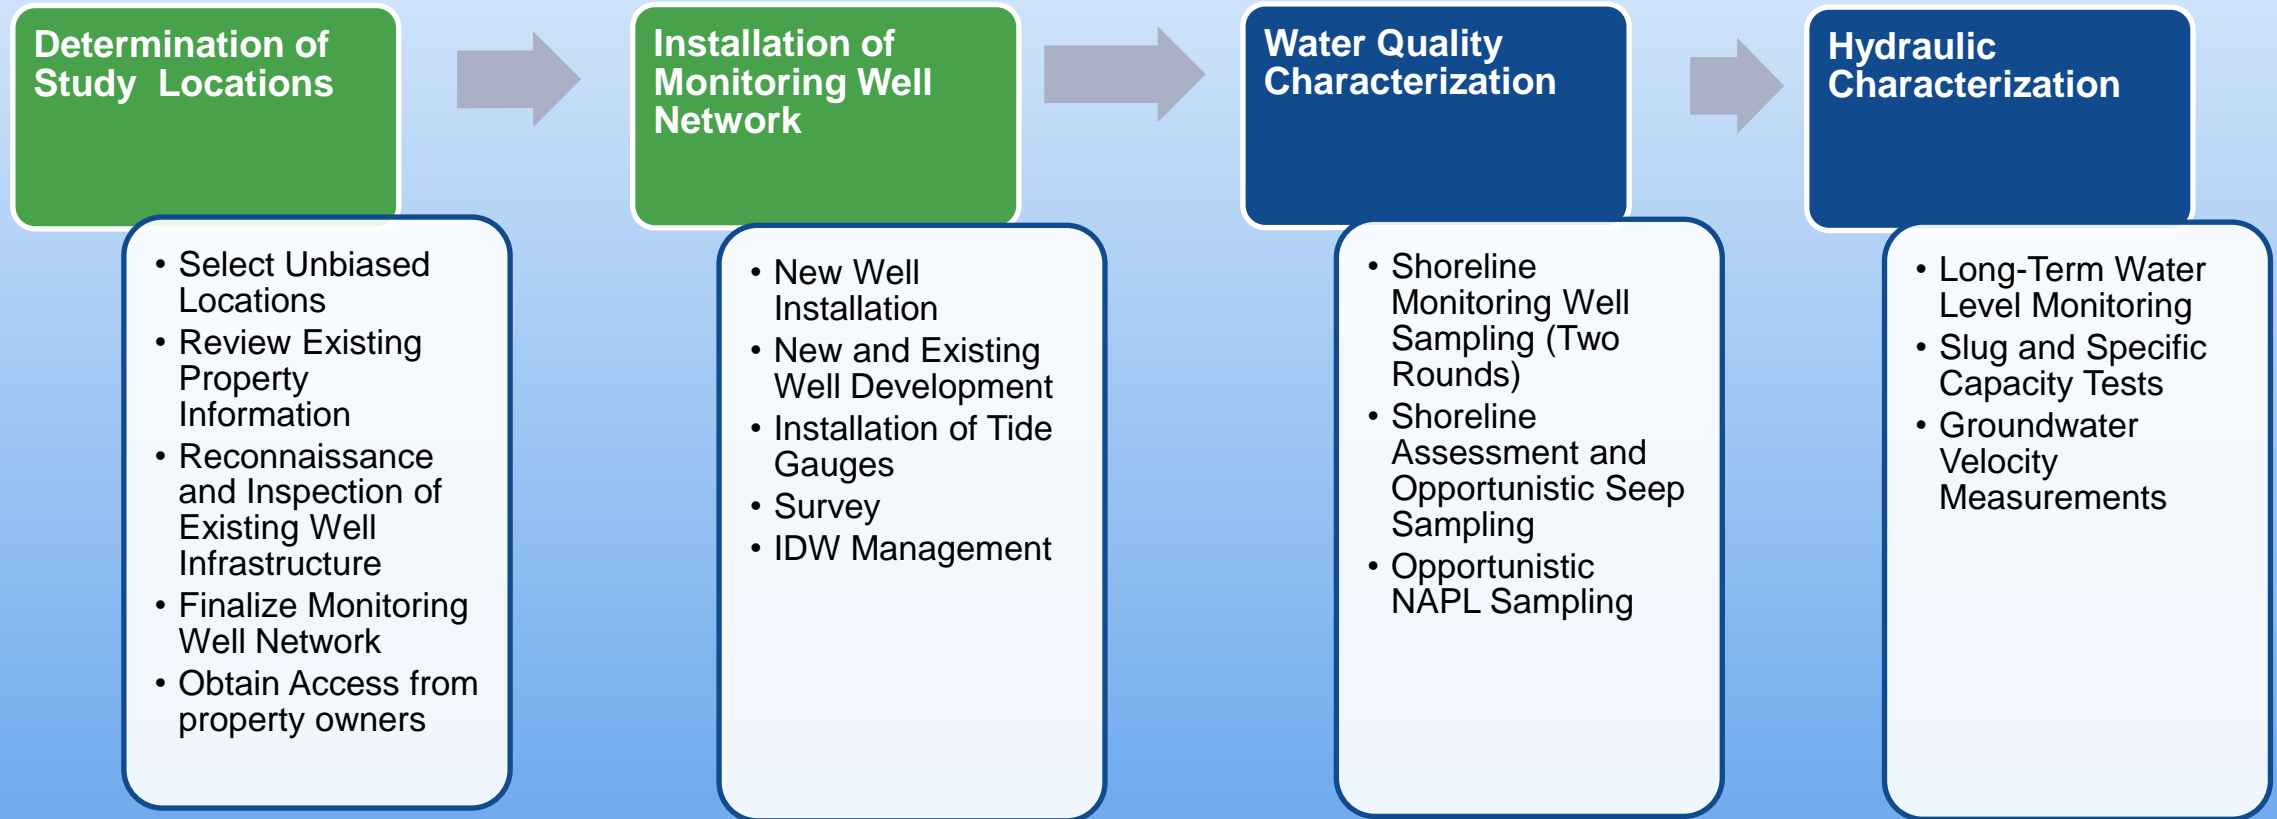 Determination of
Study  Locations
• Select Unbiased
Locations
• Review Existing
Property
Information
• Reconnaissance
and Inspection of
Existing Well
Infrastructure
• Finalize Monitoring
Well Network
• Obtain Access from
property owners
Installation of
Monitoring Well
Network
• New Well
Installation
• New and Existing
Well Development
• Installation of Tide
Gauges
• Survey
• IDW Management
Water Quality
Characterization
• Shoreline
Monitoring Well
Sampling (Two
Rounds)
• Shoreline
Assessment and
Opportunistic Seep
Sampling
• Opportunistic
NAPL Sampling
Hydraulic
Characterization
• Long-Term Water
Level Monitoring
• Slug and Specific
Capacity Tests
• Groundwater
Velocity
Measurements